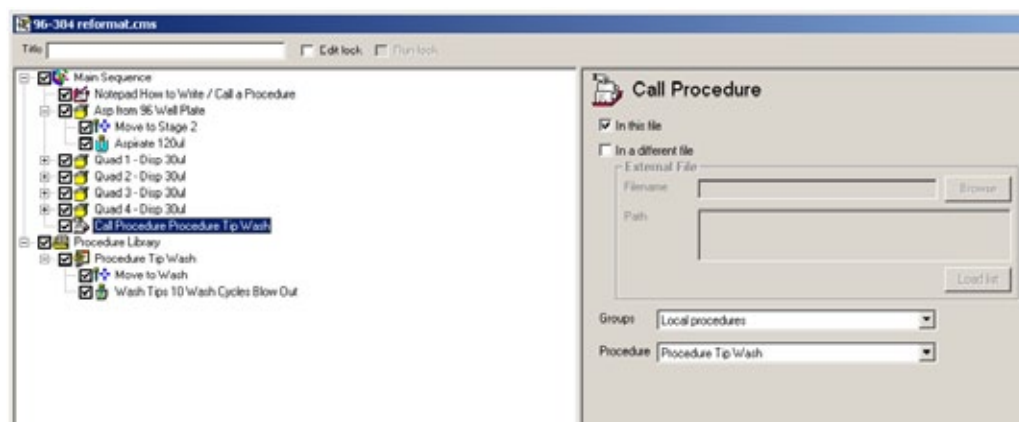 96-384 reformat.cms
Title
Edit lock
Run lock
Main Sequence
Notepad How to Write / Call a Procedure
Asp from 96 Well Plate
Move to Stage 2
Aspirate 120ul
Quad 1 - Disp 30ul
Quad 2 - Disp 30ul
Quad 3 - Disp 30ul
Quad 4 - Disp 30ul
Call Procedure Procedure Tip Wash
Procedure Library
Procedure Tip Wash
Move to Wash
Wash Tips 10 Wash Cycles Blow Out
Call Procedure
In this file
In a different file
External File
Filename
Browse
Path
Load list
Groups Local procedures
Procedure Procedure Tip Wash